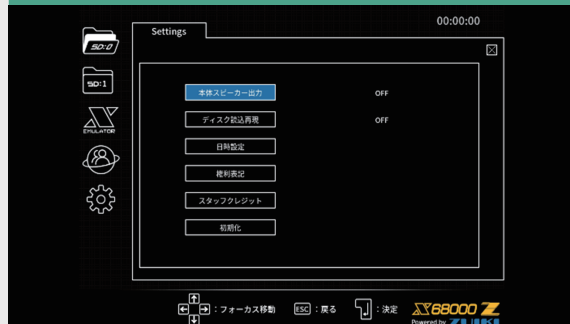 00:00:00
Settings
SD:0
SD:1
EMULATOR
本体スピーカー出力 OFF
ディスク読込再現 OFF
日時設定
権利表記
スタッフクレジット
初期化
:フォーカス移動 ESC :戻る :決定
X68000 Z
Powered by ZUIKI